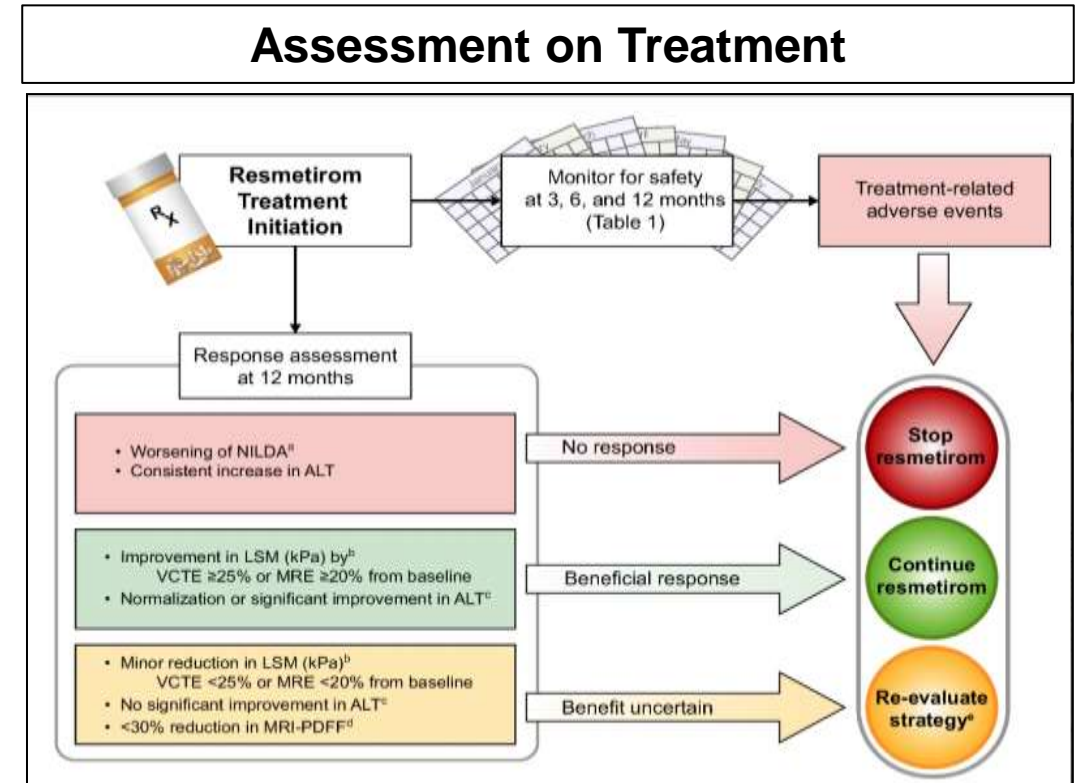 Assessment on Treatment
Rx
Resmetirom
Treatment
Initiation
Monitor for safety
at 3, 6, and 12 months
(Table 1)
Treatment-related
adverse events
Response assessment
at 12 months
• Worsening of NILDAᵃ
• Consistent increase in ALT
No response
Stop
resmetirom
• Improvement in LSM (kPa) byᵇ
VCTE ≥25% or MRE ≥20% from baseline
• Normalization or significant improvement in ALTᶜ
Beneficial response
Continue
resmetirom
• Minor reduction in LSM (kPa)ᵇ
VCTE <25% or MRE <20% from baseline
• No significant improvement in ALTᶜ
• <30% reduction in MRI-PDFFᵈ
Benefit uncertain
Re-evaluate
strategyᵉ